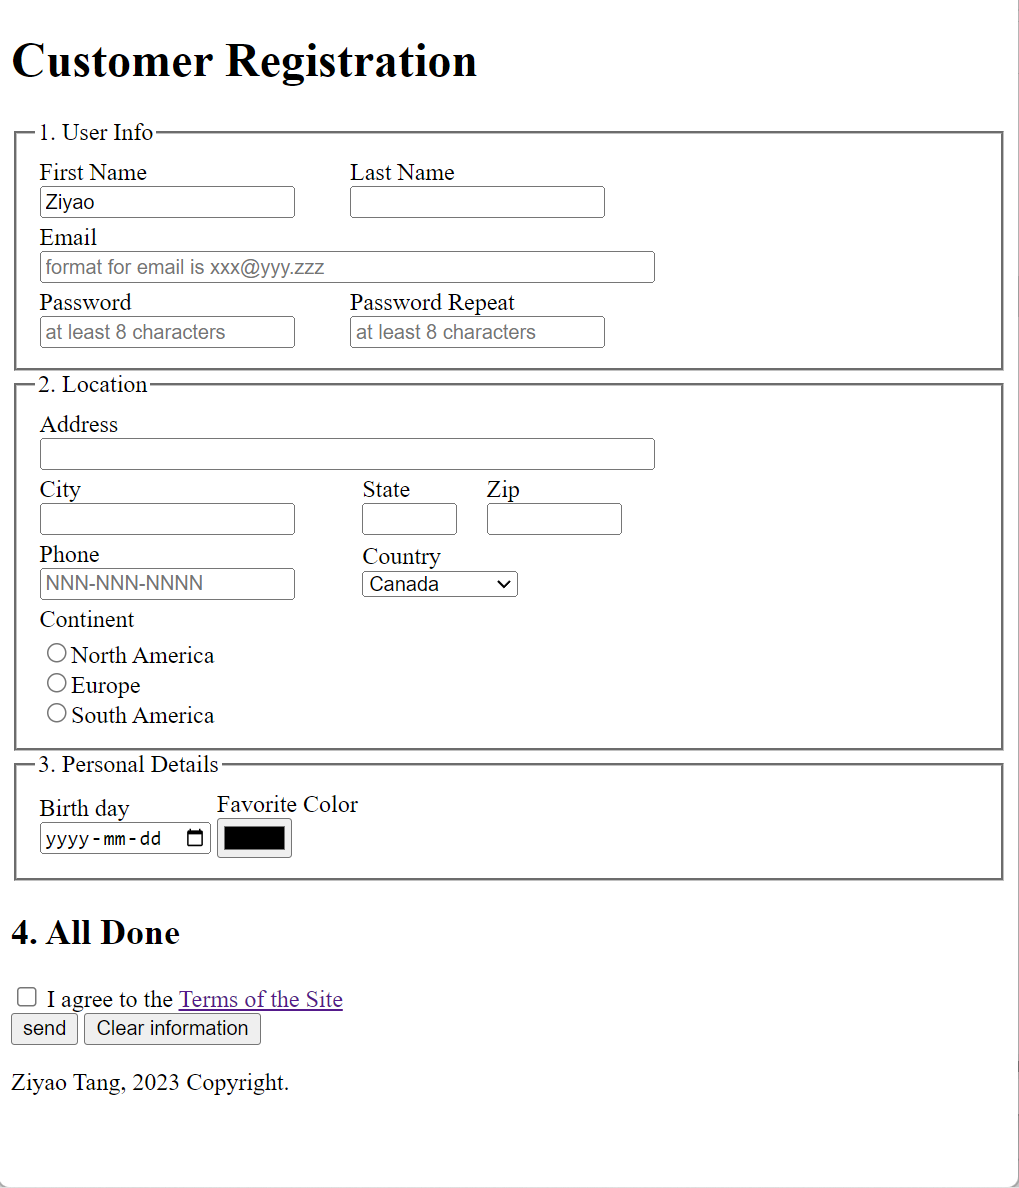 Customer Registration
1. User Info
First Name Last Name
Ziyao
Email
format for email is xxx@yyy.zzz
Password Password Repeat
at least 8 characters at least 8 characters
2. Location
Address
City State Zip
Phone Country
NNN-NNN-NNNN Canada
Continent
North America
Europe
South America
3. Personal Details
Birth day Favorite Color
yyyy-mm-dd
4. All Done
I agree to the Terms of the Site
send Clear information
Ziyao Tang, 2023 Copyright.